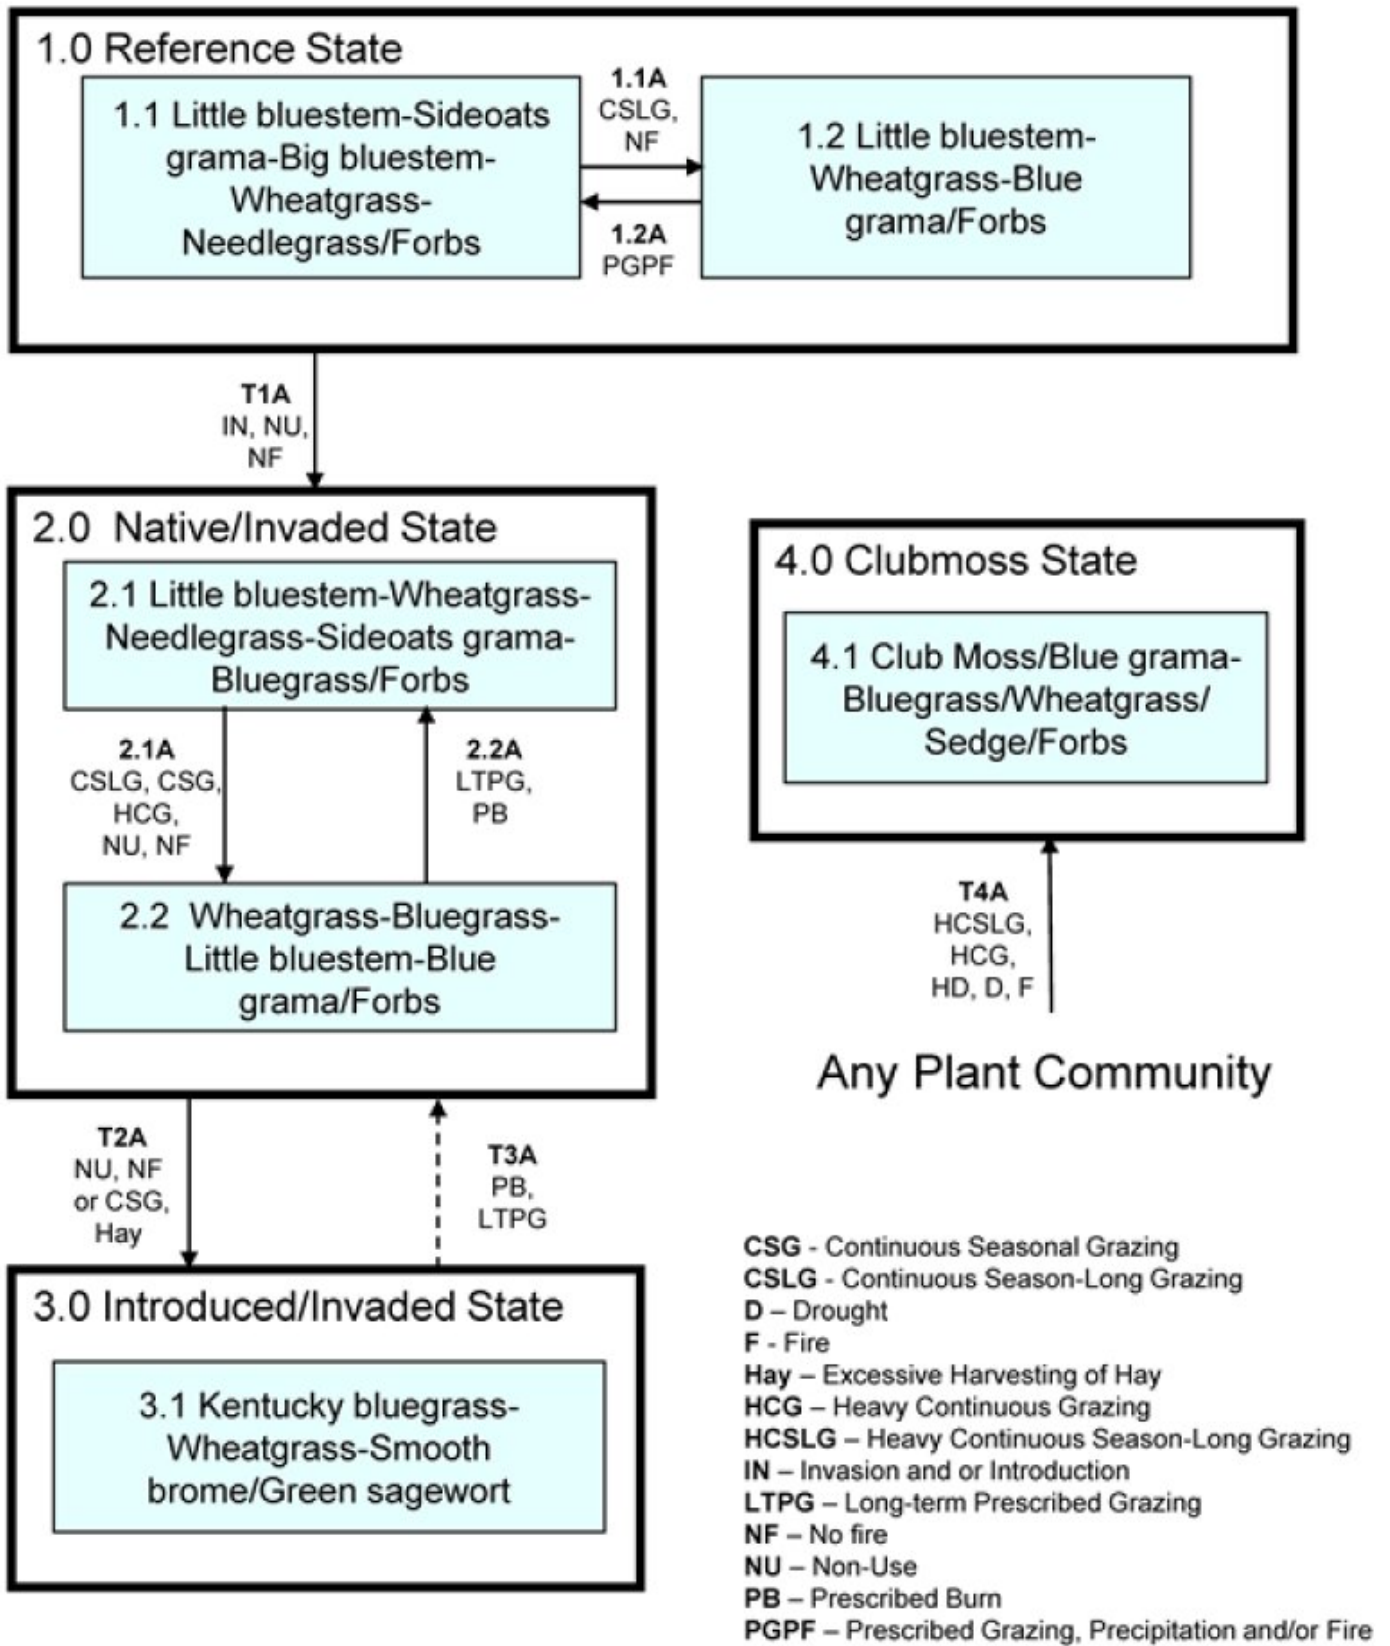 1.0 Reference State
1.1 Little bluestem-Sideoats
grama-Big bluestem-
Wheatgrass-
Needlegrass/Forbs
1.1A
CSLG,
NF
1.2A
PGPF
1.2 Little bluestem-
Wheatgrass-Blue
grama/Forbs
T1A
IN, NU,
NF
2.0 Native/Invaded State
2.1 Little bluestem-Wheatgrass-
Needlegrass-Sideoats grama-
Bluegrass/Forbs
2.1A
CSLG, CSG,
HCG,
NU, NF
2.2A
LTPG,
PB
2.2 Wheatgrass-Bluegrass-
Little bluestem-Blue
grama/Forbs
4.0 Clubmoss State
4.1 Club Moss/Blue grama-
Bluegrass/Wheatgrass/
Sedge/Forbs
T4A
HCSLG,
HCG,
HD, D, F
Any Plant Community
T2A
NU, NF
or CSG,
Hay
T3A
PB,
LTPG
3.0 Introduced/Invaded State
3.1 Kentucky bluegrass-
Wheatgrass-Smooth
brome/Green sagewort
CSG - Continuous Seasonal Grazing
CSLG - Continuous Season-Long Grazing
D – Drought
F - Fire
Hay – Excessive Harvesting of Hay
HCG – Heavy Continuous Grazing
HCSLG – Heavy Continuous Season-Long Grazing
IN – Invasion and or Introduction
LTPG – Long-term Prescribed Grazing
NF – No fire
NU – Non-Use
PB – Prescribed Burn
PGPF – Prescribed Grazing, Precipitation and/or Fire